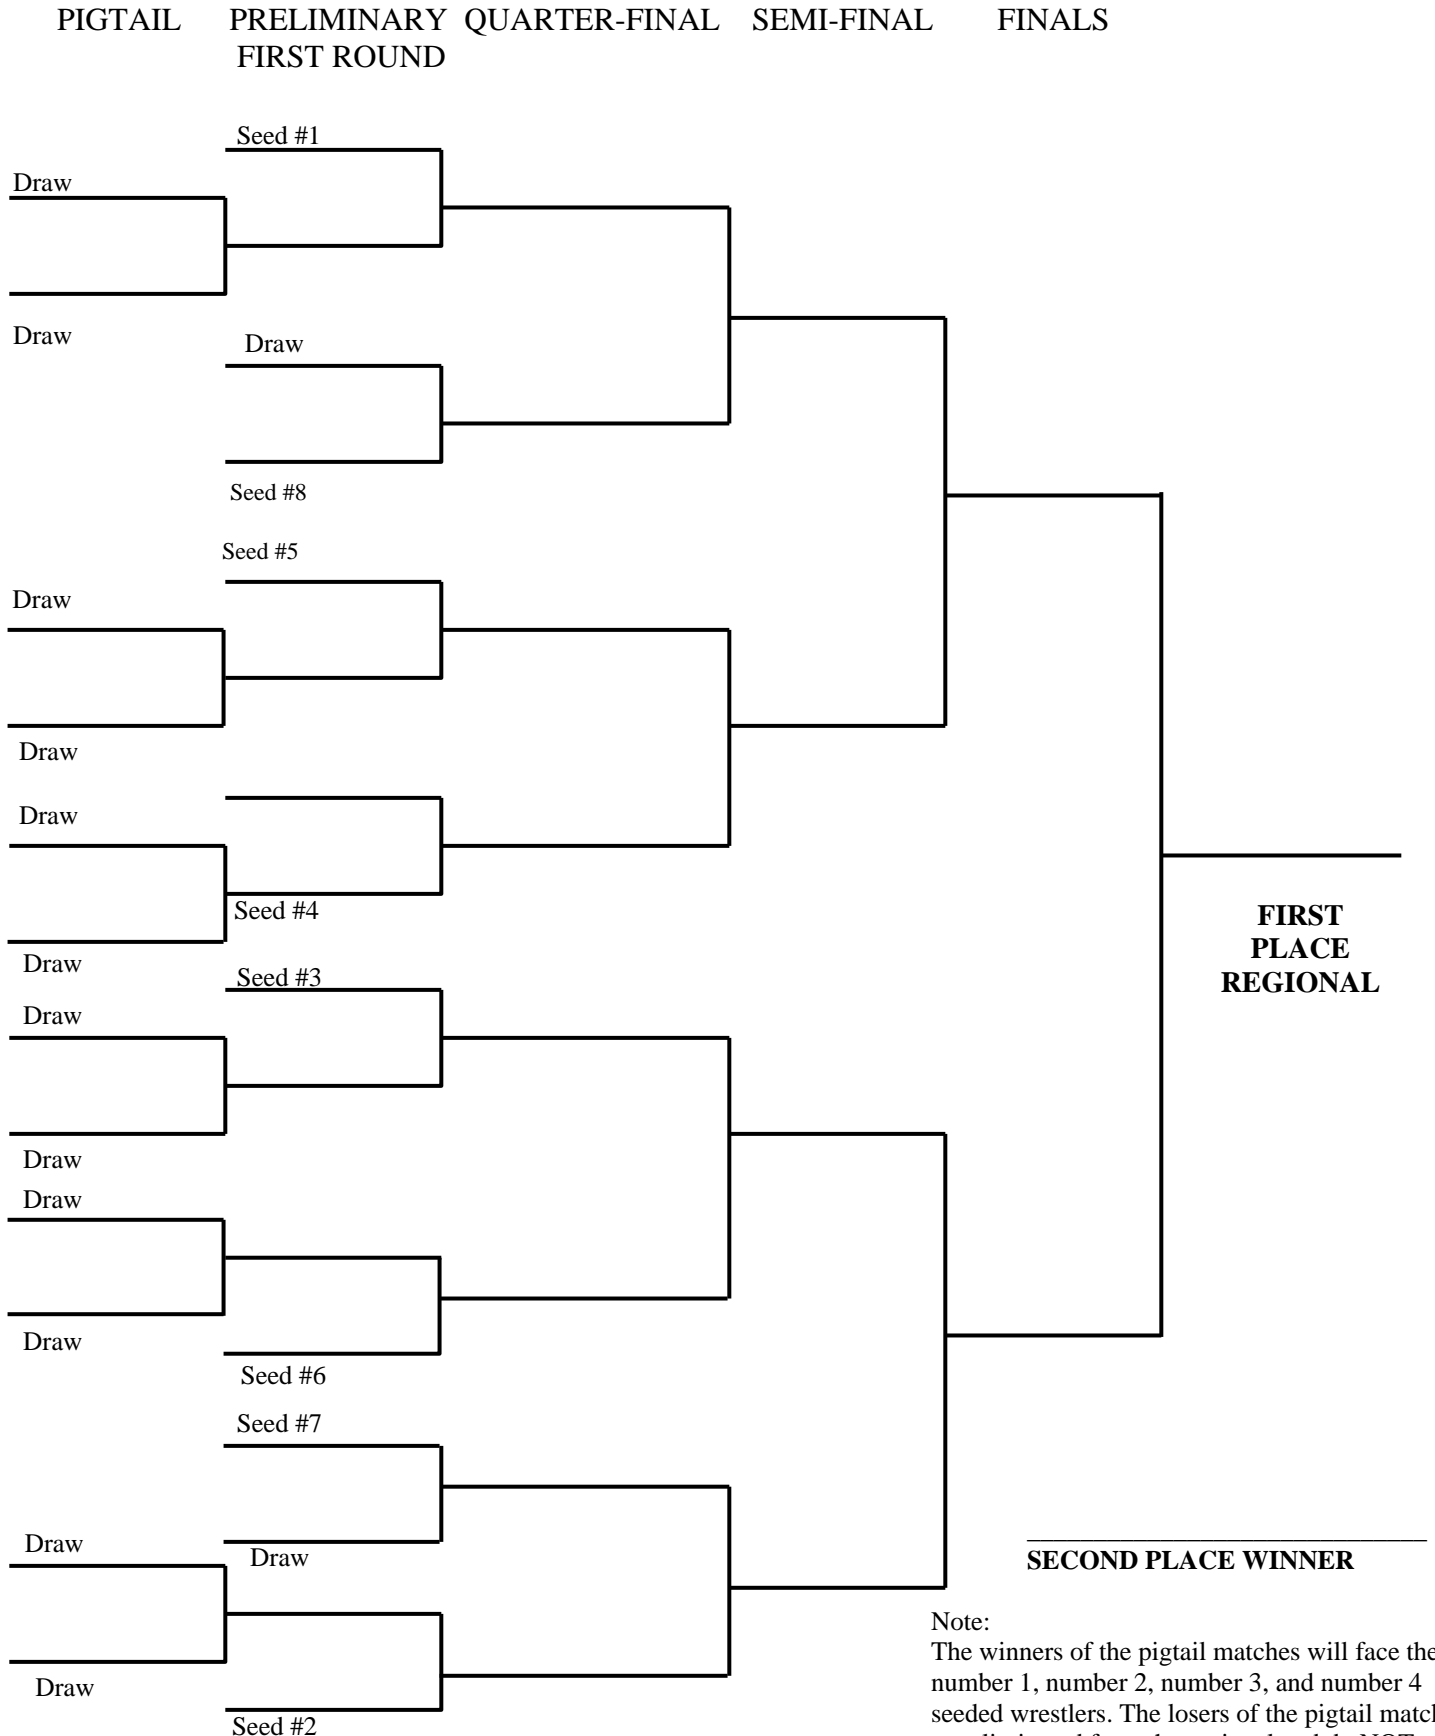 PIGTAIL PRELIMINARY QUARTER-FINAL SEMI-FINAL FINALS
FIRST ROUND
Seed #1
Draw
Draw
Draw
Seed #8
Seed #5
Draw
Draw
Draw
Seed #4
Draw
Seed #3
Draw
Draw
Draw
Draw
Seed #6
Seed #7
Draw
Draw
Draw
Seed #2
FIRST
PLACE
REGIONAL
SECOND PLACE WINNER
Note:
The winners of the pigtail matches will face the
number 1, number 2, number 3, and number 4
seeded wrestlers. The losers of the pigtail match